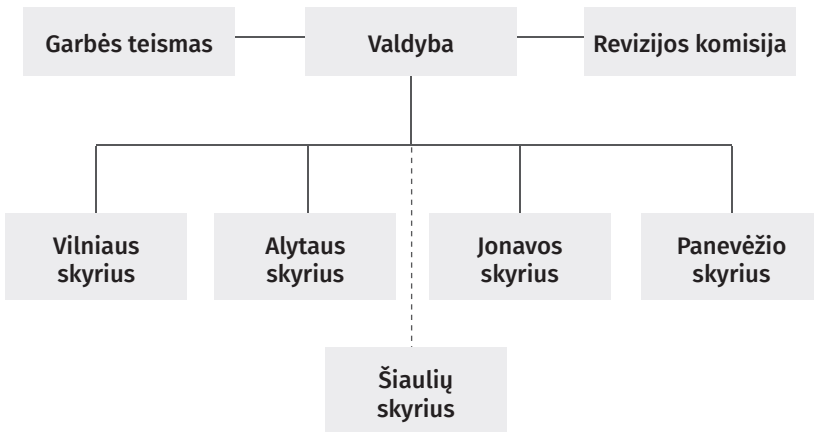 Garbės teismas
Valdyba
Revizijos komisija
Vilniaus
skyrius
Alytaus
skyrius
Jonavos
skyrius
Panevėžio
skyrius
Šiaulių
skyrius